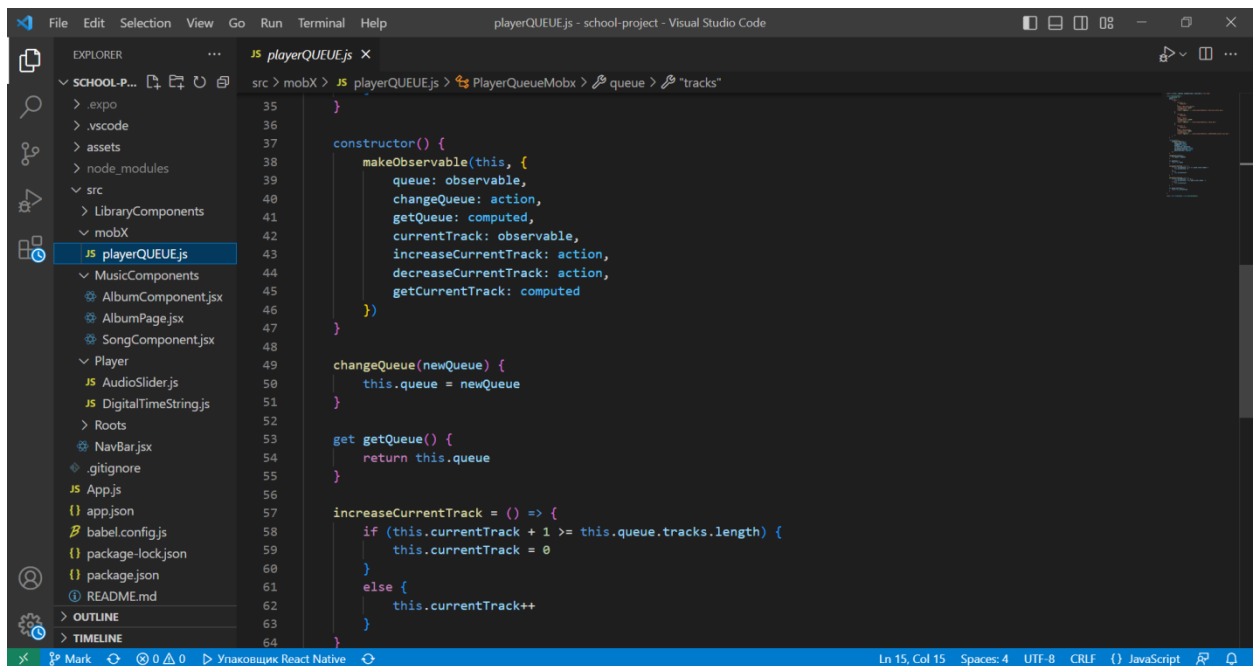 File Edit Selection View Go Run Terminal Help
playerQUEUE.js - school-project - Visual Studio Code
EXPLORER
SCHOOL-P...
> .expo
> .vscode
> assets
> node_modules
src
> LibraryComponents
mobX
JS playerQUEUE.js
MusicComponents
AlbumComponent.jsx
AlbumPage.jsx
SongComponent.jsx
Player
JS AudioSlider.js
JS DigitalTimeString.js
> Roots
NavBar.jsx
.gitignore
JS App.js
{} app.json
babel.config.js
{} package-lock.json
{} package.json
README.md
> OUTLINE
> TIMELINE
JS playerQUEUE.js
src > mobX > JS playerQUEUE.js > PlayerQueueMobx > queue > "tracks"
35 }
36
37 constructor() {
38 makeObservable(this, {
39 queue: observable,
40 changeQueue: action,
41 getQueue: computed,
42 currentTrack: observable,
43 increaseCurrentTrack: action,
44 decreaseCurrentTrack: action,
45 getCurrentTrack: computed
46 })
47 }
48
49 changeQueue(newQueue) {
50 this.queue = newQueue
51 }
52
53 get getQueue() {
54 return this.queue
55 }
56
57 increaseCurrentTrack = () => {
58 if (this.currentTrack + 1 >= this.queue.tracks.length) {
59 this.currentTrack = 0
60 }
61 else {
62 this.currentTrack++
63 }
64 }
Mark 0 0 Упаковщик React Native
Ln 15, Col 15 Spaces: 4 UTF-8 CRLF {} JavaScript